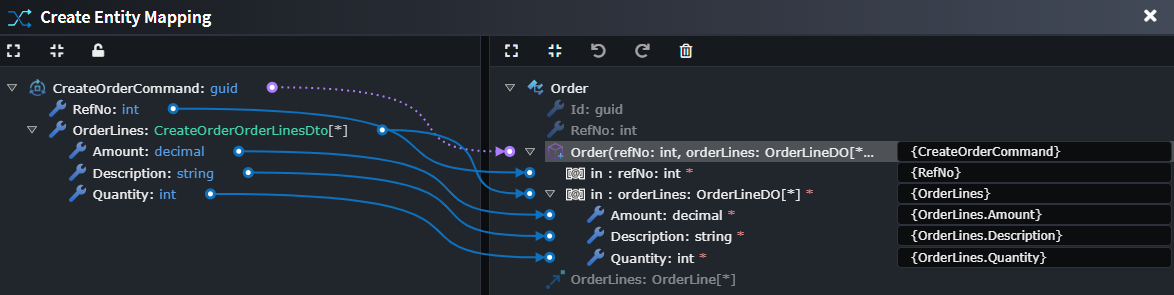 Create Entity Mapping
CreateOrderCommand: guid
RefNo: int
OrderLines: CreateOrderOrderLinesDto[*]
Amount: decimal
Description: string
Quantity: int
Order
Id: guid
RefNo: int
Order(refNo: int, orderLines: OrderLineDO[*... {CreateOrderCommand}
in : refNo: int * {RefNo}
in : orderLines: OrderLineDO[*] * {OrderLines}
Amount: decimal * {OrderLines.Amount}
Description: string * {OrderLines.Description}
Quantity: int * {OrderLines.Quantity}
OrderLines: OrderLine[*]